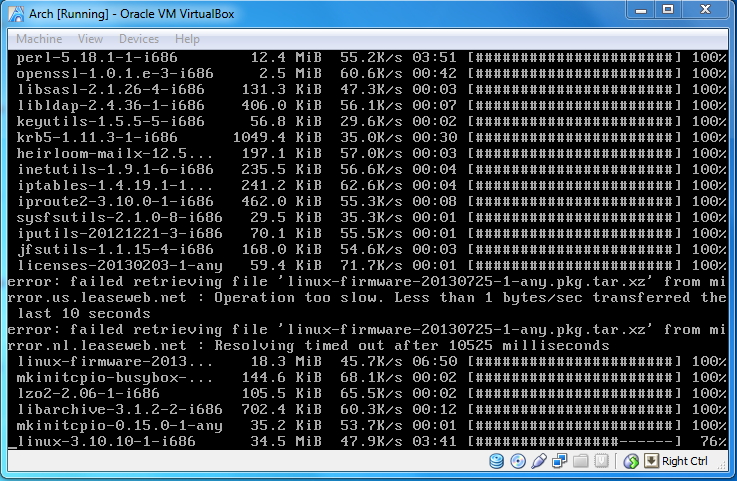 Arch [Running] - Oracle VM VirtualBox
Machine View Devices Help
perl-5.18.1-1-i686 12.4 MiB 55.2K/s 03:51 [######################] 100%
openssl-1.0.1.e-3-i686 2.5 MiB 60.6K/s 00:42 [######################] 100%
libsasl-2.1.26-4-i686 131.3 KiB 47.3K/s 00:03 [######################] 100%
libldap-2.4.36-1-i686 406.0 KiB 56.1K/s 00:07 [######################] 100%
keyutils-1.5.5-5-i686 56.8 KiB 29.6K/s 00:02 [######################] 100%
krb5-1.11.3-1-i686 1049.4 KiB 35.0K/s 00:30 [######################] 100%
heirloom-mailx-12.5... 197.1 KiB 57.0K/s 00:03 [######################] 100%
inetutils-1.9.1-6-i686 235.5 KiB 56.6K/s 00:04 [######################] 100%
iptables-1.4.19.1-1... 241.2 KiB 62.6K/s 00:04 [######################] 100%
iproute2-3.10.0-1-i686 462.0 KiB 55.3K/s 00:08 [######################] 100%
sysfsutils-2.1.0-8-i686 29.5 KiB 35.3K/s 00:01 [######################] 100%
iputils-20121221-3-i686 70.1 KiB 55.5K/s 00:01 [######################] 100%
jfsutils-1.1.15-4-i686 168.0 KiB 54.6K/s 00:03 [######################] 100%
licenses-20130203-1-any 59.4 KiB 71.7K/s 00:01 [######################] 100%
error: failed retrieving file 'linux-firmware-20130725-1-any.pkg.tar.xz' from mi
rror.us.leaseweb.net : Operation too slow. Less than 1 bytes/sec transferred the
last 10 seconds
error: failed retrieving file 'linux-firmware-20130725-1-any.pkg.tar.xz' from mi
rror.nl.leaseweb.net : Resolving timed out after 10525 milliseconds
linux-firmware-2013... 18.3 MiB 45.7K/s 06:50 [######################] 100%
mkinitcpio-busybox-... 144.6 KiB 68.1K/s 00:02 [######################] 100%
lzo2-2.06-1-i686 105.5 KiB 65.5K/s 00:02 [######################] 100%
libarchive-3.1.2-2-i686 702.4 KiB 60.3K/s 00:12 [######################] 100%
mkinitcpio-0.15.0-1-any 35.2 KiB 53.7K/s 00:01 [######################] 100%
_linux-3.10.10-1-i686 34.5 MiB 47.9K/s 03:41 [################------] 76%
Right Ctrl